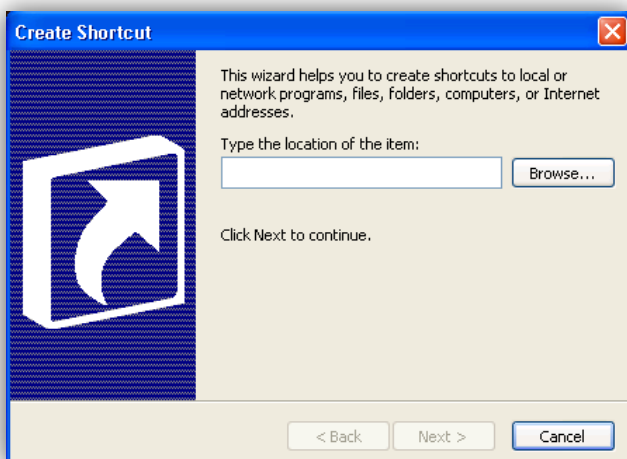 Create Shortcut
This wizard helps you to create shortcuts to local or
network programs, files, folders, computers, or Internet
addresses.
Type the location of the item:
Browse...
Click Next to continue.
< Back
Next >
Cancel